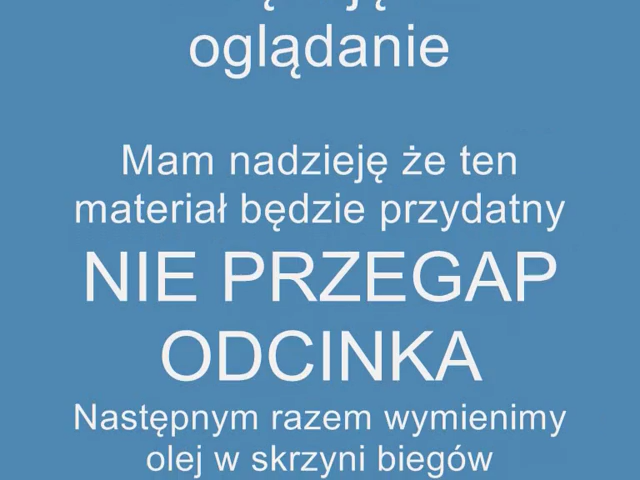 oglądanie
Mam nadzieję że ten
materiał będzie przydatny
NIE PRZEGAP
ODCINKA
Następnym razem wymienimy
olej w skrzyni biegów